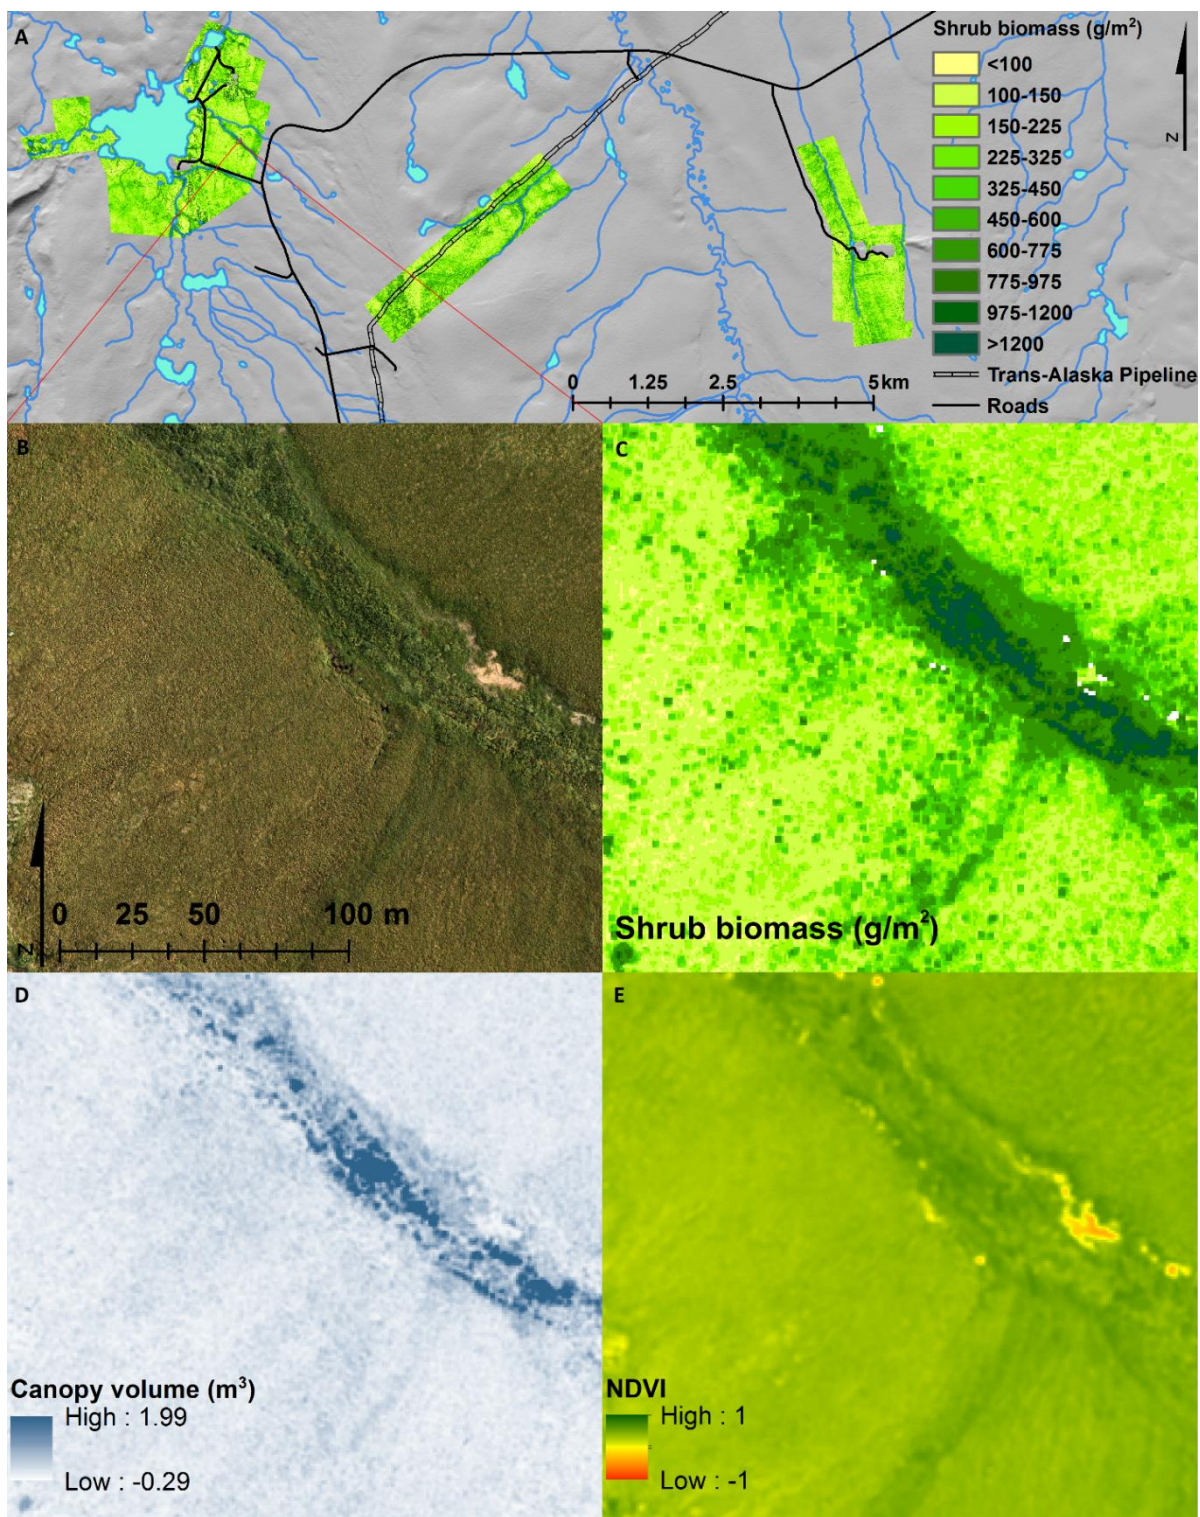 A
Shrub biomass (g/m²)
<100
100-150
150-225
225-325
325-450
450-600
600-775
775-975
975-1200
>1200
Trans-Alaska Pipeline
Roads
N
0 1.25 2.5 5 km
B
N
0 25 50 100 m
C
Shrub biomass (g/m²)
D
Canopy volume (m³)
High : 1.99
Low : -0.29
E
NDVI
High : 1
Low : -1